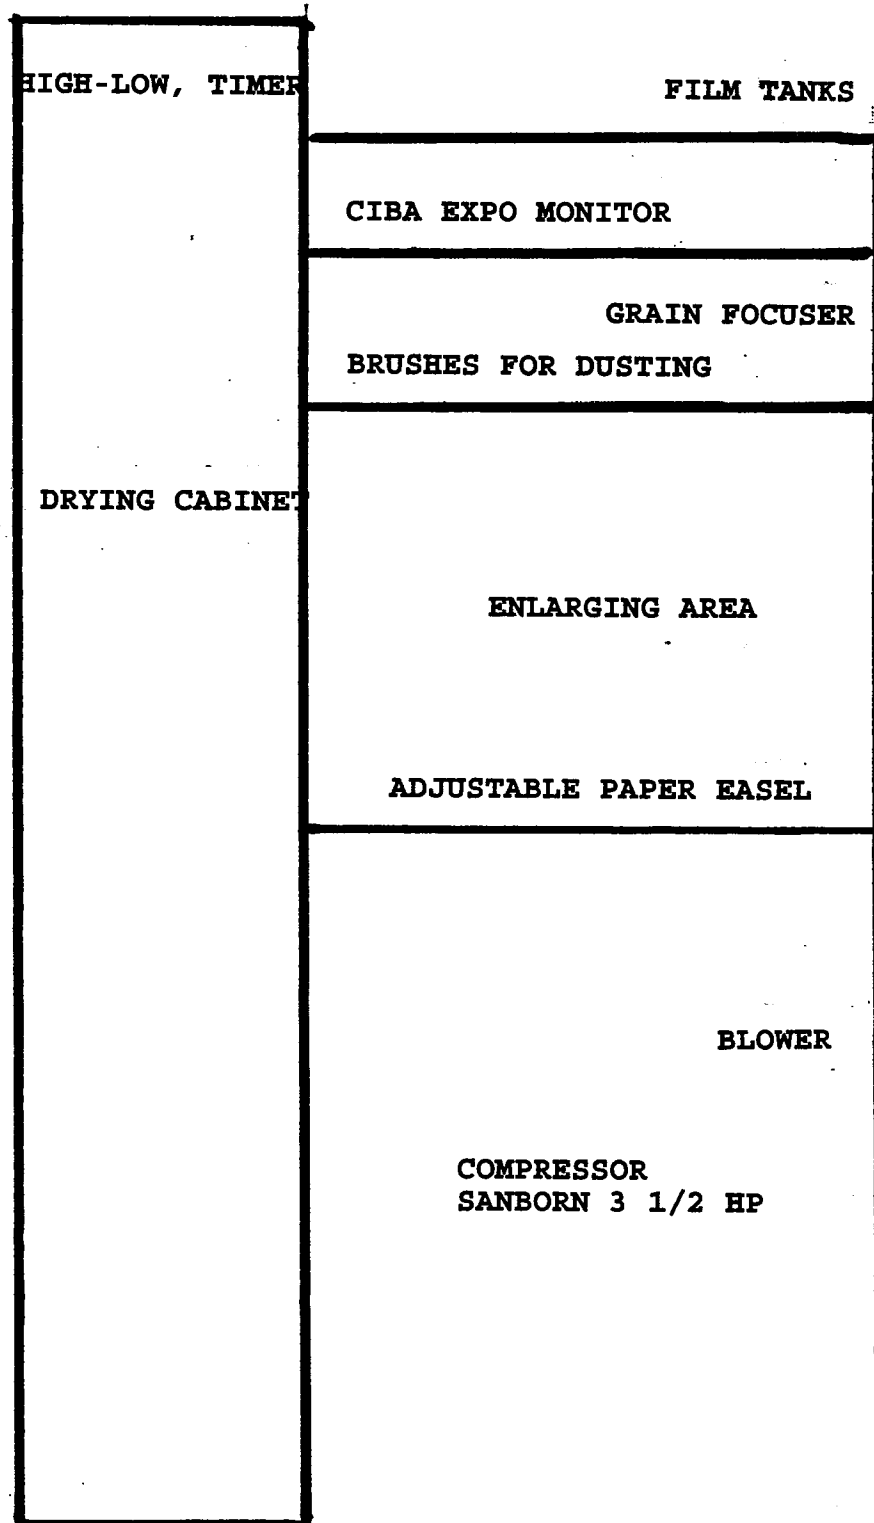 HIGH-LOW, TIMER
FILM TANKS
CIBA EXPO MONITOR
GRAIN FOCUSER
BRUSHES FOR DUSTING
DRYING CABINET
ENLARGING AREA
ADJUSTABLE PAPER EASEL
BLOWER
COMPRESSOR
SANBORN 3 1/2 HP